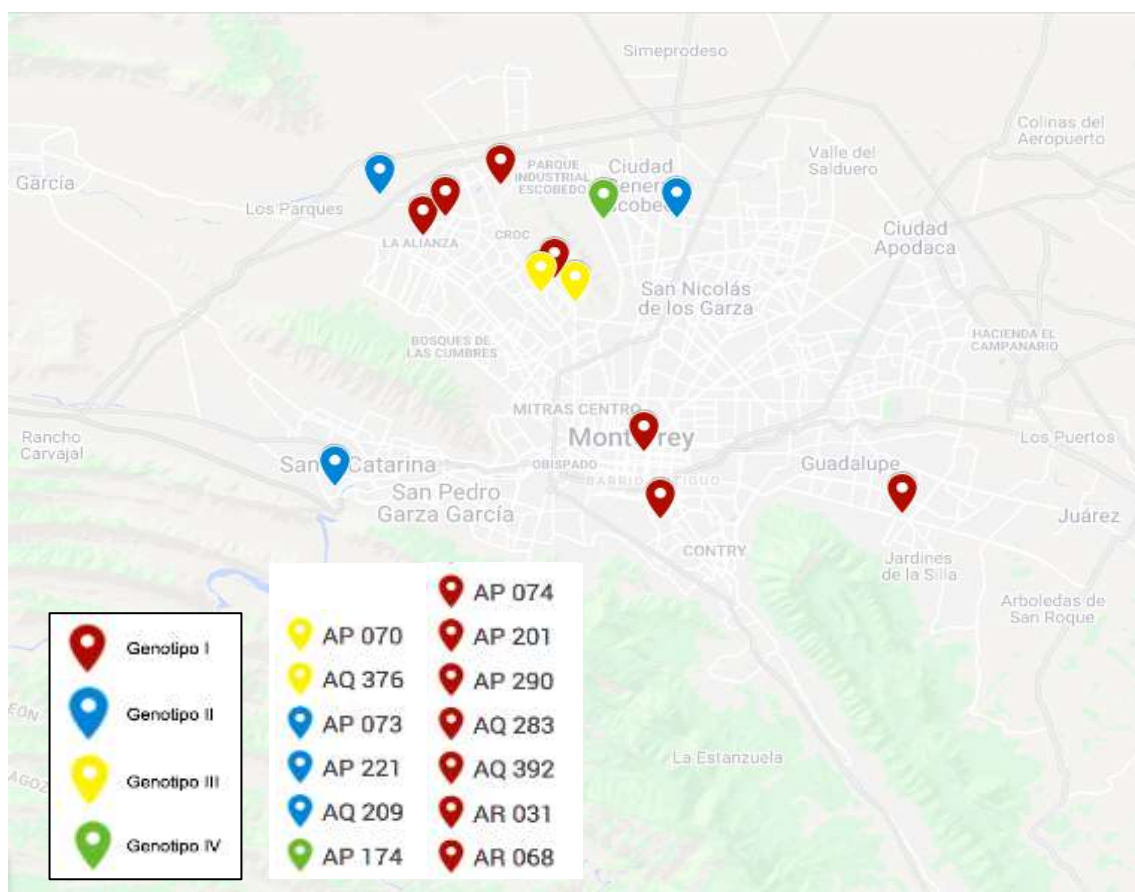 Simeprodeso
Colinas del
Aeropuerto
Valle del
Salduero
García
PARQUE
INDUSTRIAL
ESCOBEDO
Ciudad
Los Parques
LA ALIANZA
CROC
Ciudad
Apodaca
San Nicolás
de los Garza
HACIENDA EL
CAMPANARIO
BOSQUES DE
LAS CUMBRES
MITRAS CENTRO
Rancho
Carvajal
Los Puertos
OBISPADO
Guadalupe
San Pedro
Garza García
Juárez
CONTRY
Jardines
de la Silla
Arboledas de
San Roque
La Estanzuela
Genotipo I
Genotipo II
Genotipo III
Genotipo IV
AP 070
AQ 376
AP 073
AP 221
AQ 209
AP 174
AP 074
AP 201
AP 290
AQ 283
AQ 392
AR 031
AR 068